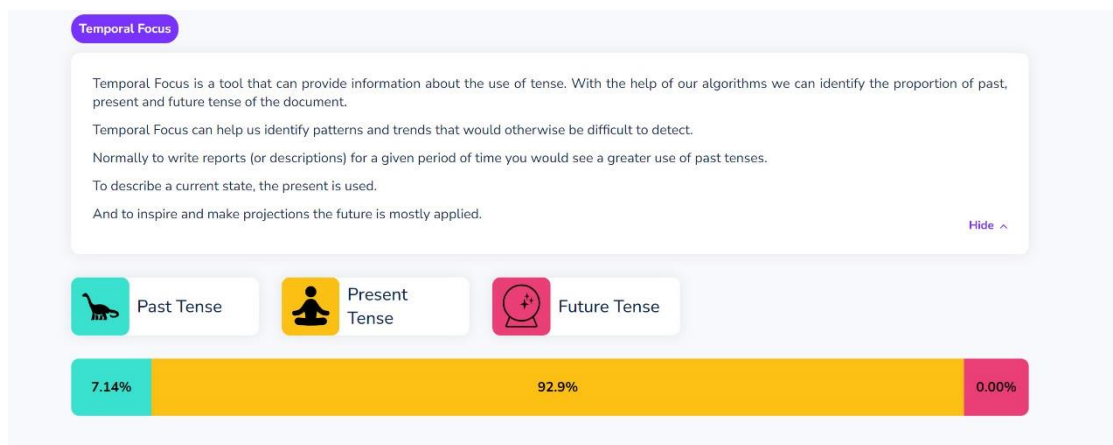 Temporal Focus
Temporal Focus is a tool that can provide information about the use of tense. With the help of our algorithms we can identify the proportion of past,
present and future tense of the document.
Temporal Focus can help us identify patterns and trends that would otherwise be difficult to detect.
Normally to write reports (or descriptions) for a given period of time you would see a greater use of past tenses.
To describe a current state, the present is used.
And to inspire and make projections the future is mostly applied.
Hide
Past Tense
Present
Tense
Future Tense
7.14%
92.9%
0.00%